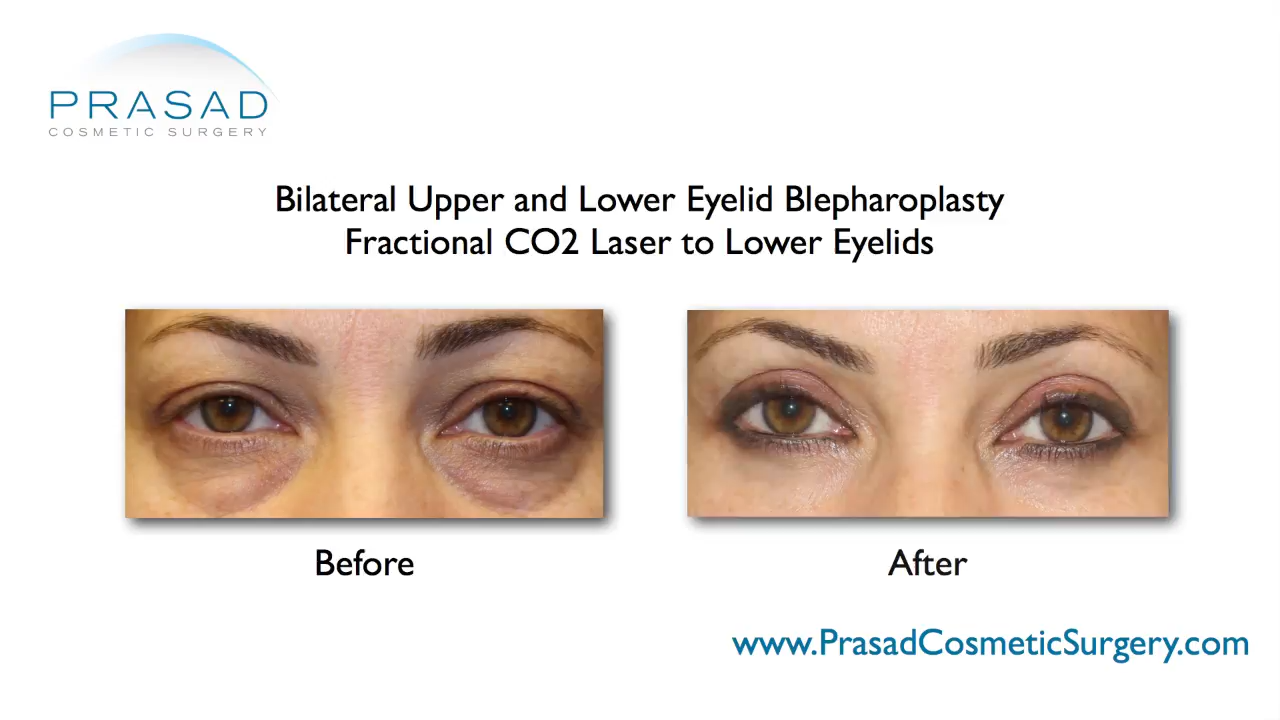 PRASAD
COSMETIC SURGERY
Bilateral Upper and Lower Eyelid Blepharoplasty
Fractional CO2 Laser to Lower Eyelids
Before
After
www.PrasadCosmeticSurgery.com